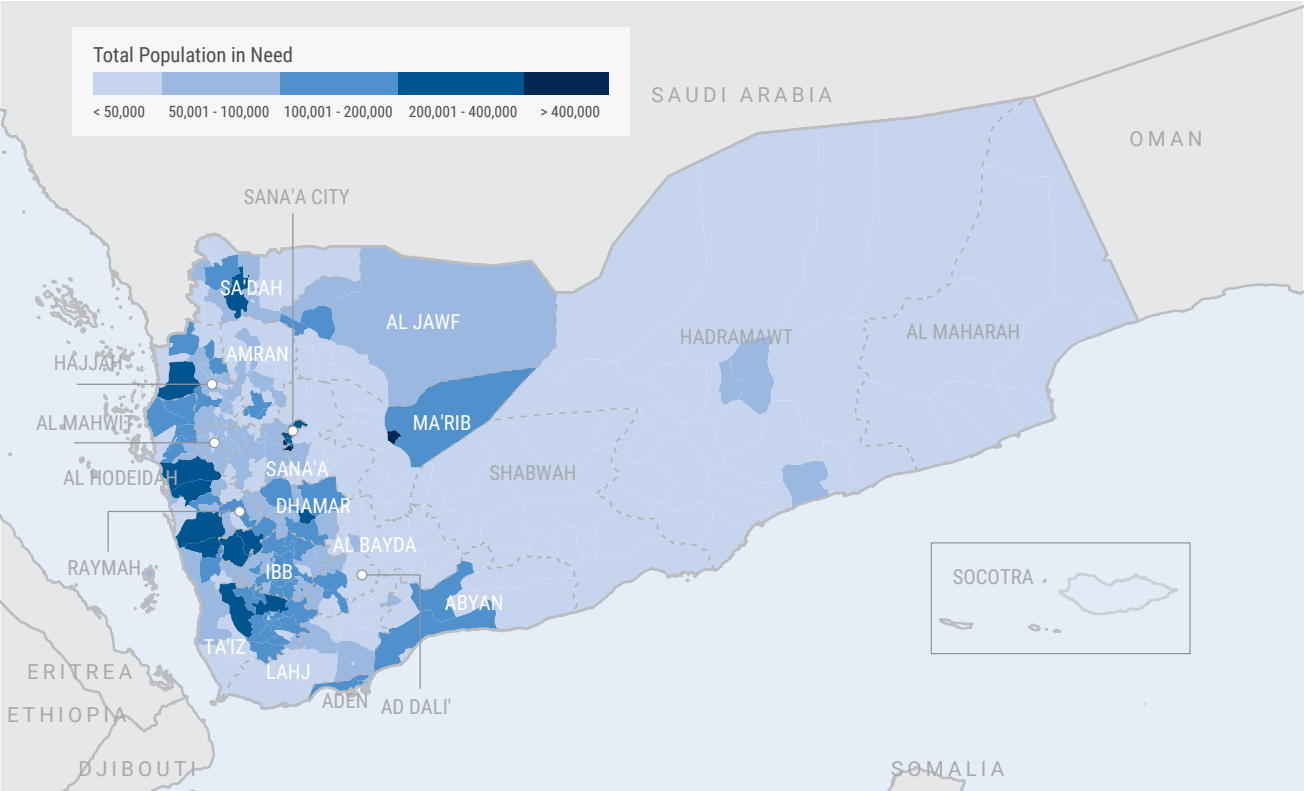 Total Population in Need
< 50,000
50,001 - 100,000
100,001 - 200,000
200,001 - 400,000
> 400,000
SAUDI ARABIA
OMAN
SANA'A CITY
SA'DAH
AL JAWF
HADRAMAWT
AL MAHARAH
AMRAN
HAJJAH
MA'RIB
AL MAHWIT
SANA'A
SHABWAH
AL HODEIDAH
DHAMAR
AL BAYDA
RAYMAH
IBB
SOCOTRA
ABYAN
TA'IZ
LAHJ
ERITREA
ADEN
AD DALI'
ETHIOPIA
DJIBOUTI
SOMALIA